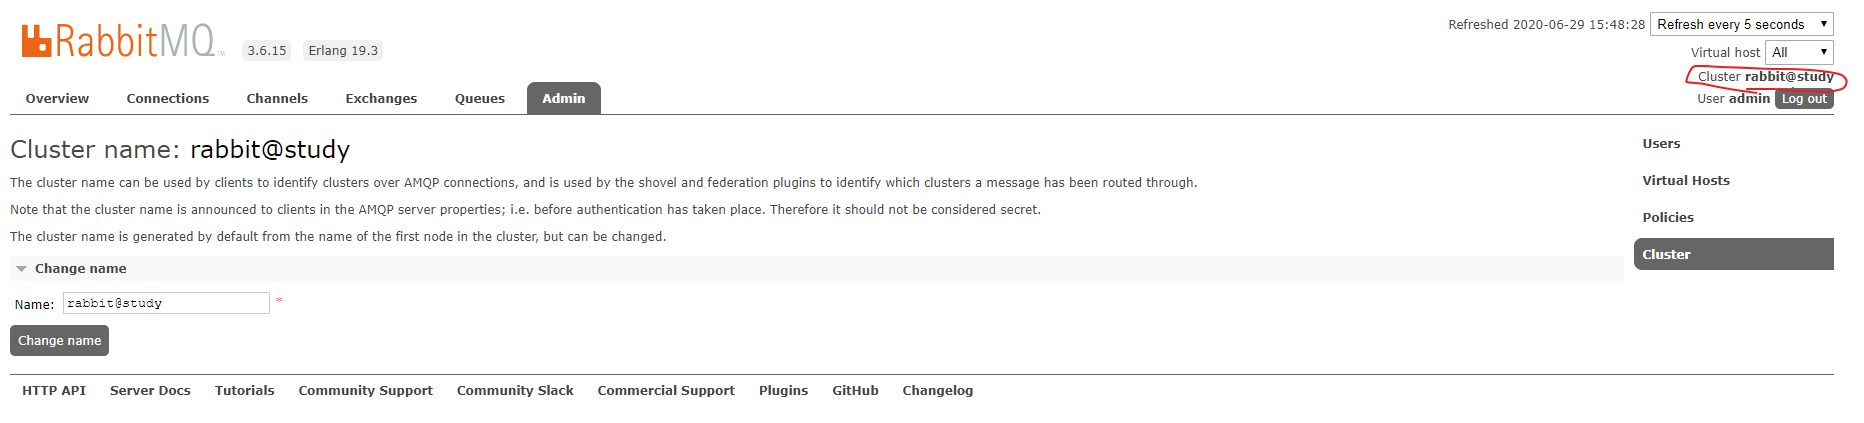 RabbitMQ TM 3.6.15 Erlang 19.3
Refreshed 2020-06-29 15:48:28 Refresh every 5 seconds
Virtual host All
Cluster rabbit@study
User admin Log out
Overview Connections Channels Exchanges Queues Admin
Cluster name: rabbit@study
The cluster name can be used by clients to identify clusters over AMQP connections, and is used by the shovel and federation plugins to identify which clusters a message has been routed through.
Note that the cluster name is announced to clients in the AMQP server properties; i.e. before authentication has taken place. Therefore it should not be considered secret.
The cluster name is generated by default from the name of the first node in the cluster, but can be changed.
Change name
Name: rabbit@study *
Change name
Users
Virtual Hosts
Policies
Cluster
HTTP API Server Docs Tutorials Community Support Community Slack Commercial Support Plugins GitHub Changelog